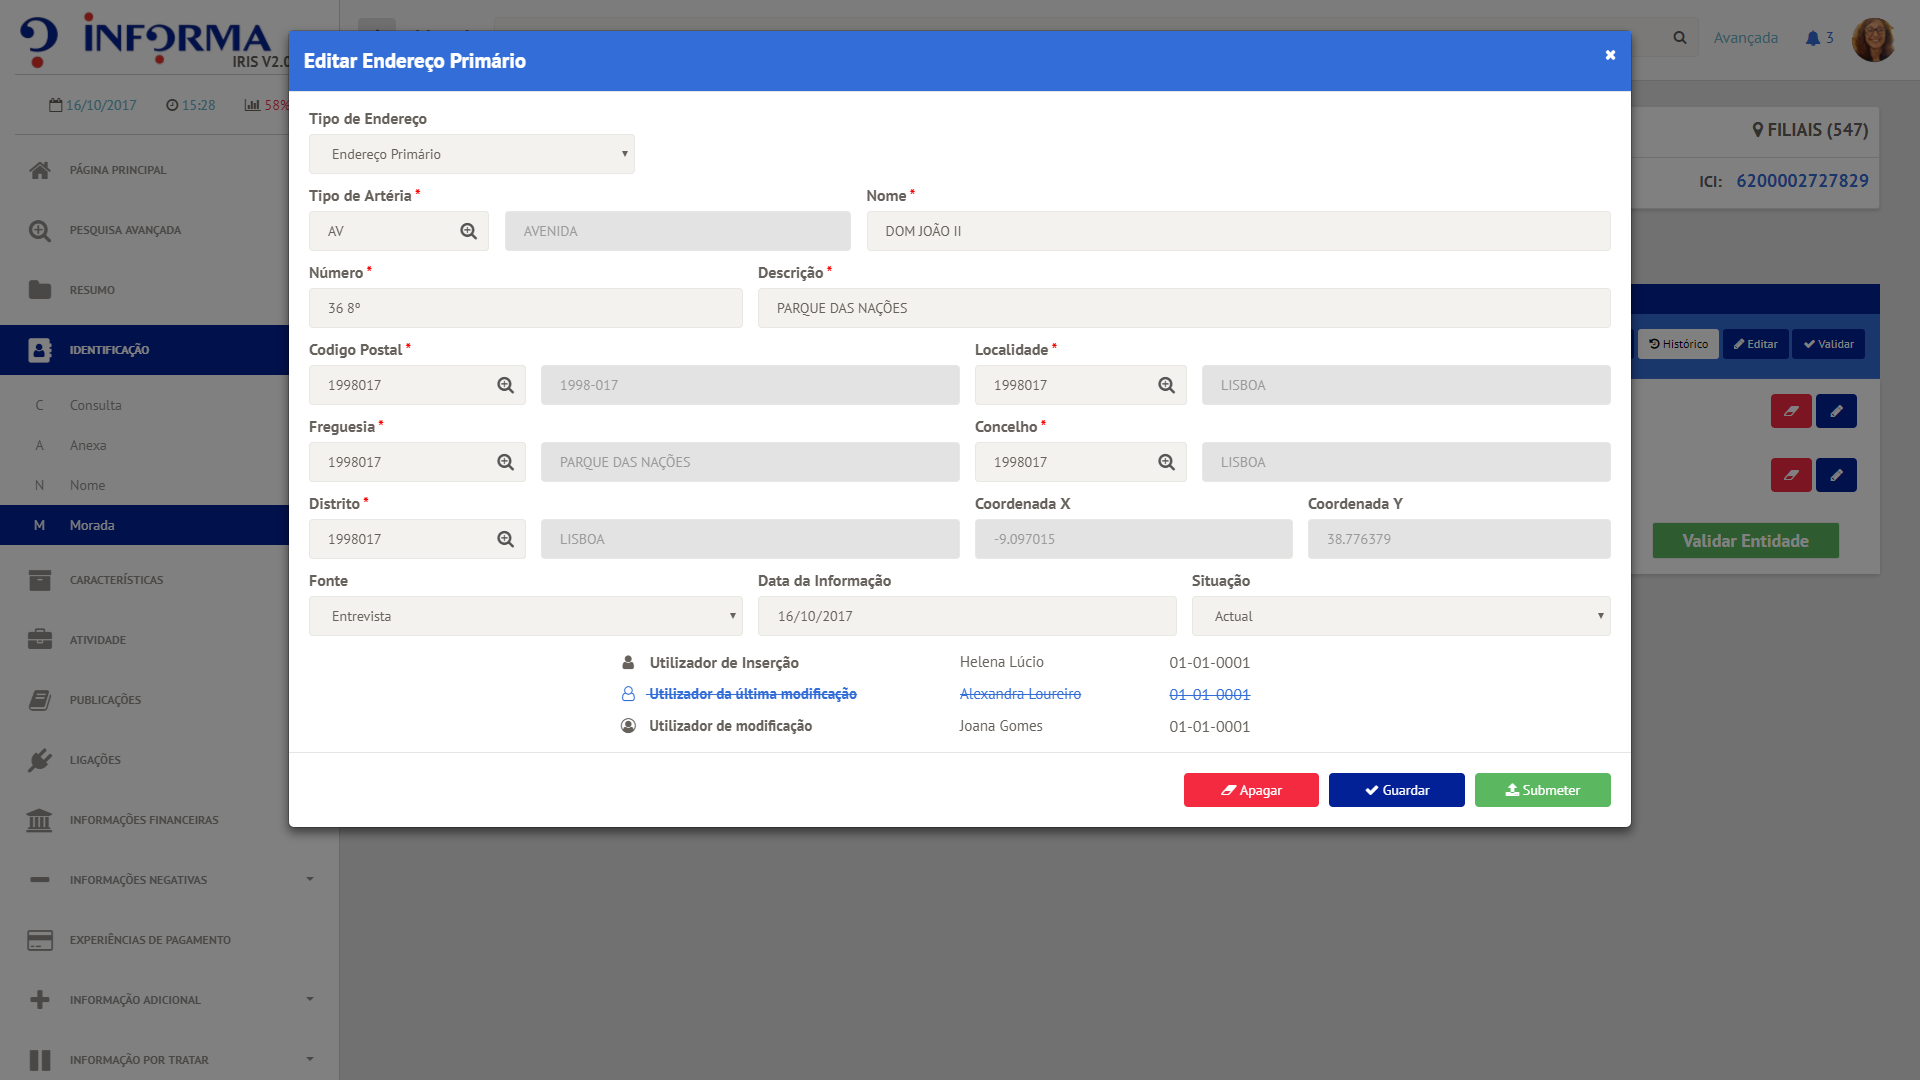 INFORMA
IRIS V2.0
16/10/2017 15:28 58%
PÁGINA PRINCIPAL
PESQUISA AVANÇADA
RESUMO
IDENTIFICAÇÃO
C Consulta
A Anexa
N Nome
M Morada
CARACTERÍSTICAS
ATIVIDADE
PUBLICAÇÕES
LIGAÇÕES
INFORMAÇÕES FINANCEIRAS
INFORMAÇÕES NEGATIVAS
EXPERIÊNCIAS DE PAGAMENTO
INFORMAÇÃO ADICIONAL
INFORMAÇÃO POR TRATAR
Avançada 3
FILIAIS (547)
ICI: 6200002727829
Histórico Editar Validar
Validar Entidade
Editar Endereço Primário
Tipo de Endereço
Endereço Primário
Tipo de Artéria * Nome *
AV AVENIDA DOM JOÃO II
Número * Descrição *
36 8º PARQUE DAS NAÇÕES
Codigo Postal * Localidade *
1998017 1998-017 1998017 LISBOA
Freguesia * Concelho *
1998017 PARQUE DAS NAÇÕES 1998017 LISBOA
Distrito * Coordenada X Coordenada Y
1998017 LISBOA -9.097015 38.776379
Fonte Data da Informação Situação
Entrevista 16/10/2017 Actual
Utilizador de Inserção Helena Lúcio 01-01-0001
Utilizador da última modificação Alexandra Loureiro 01-01-0001
Utilizador de modificação Joana Gomes 01-01-0001
Apagar Guardar Submeter